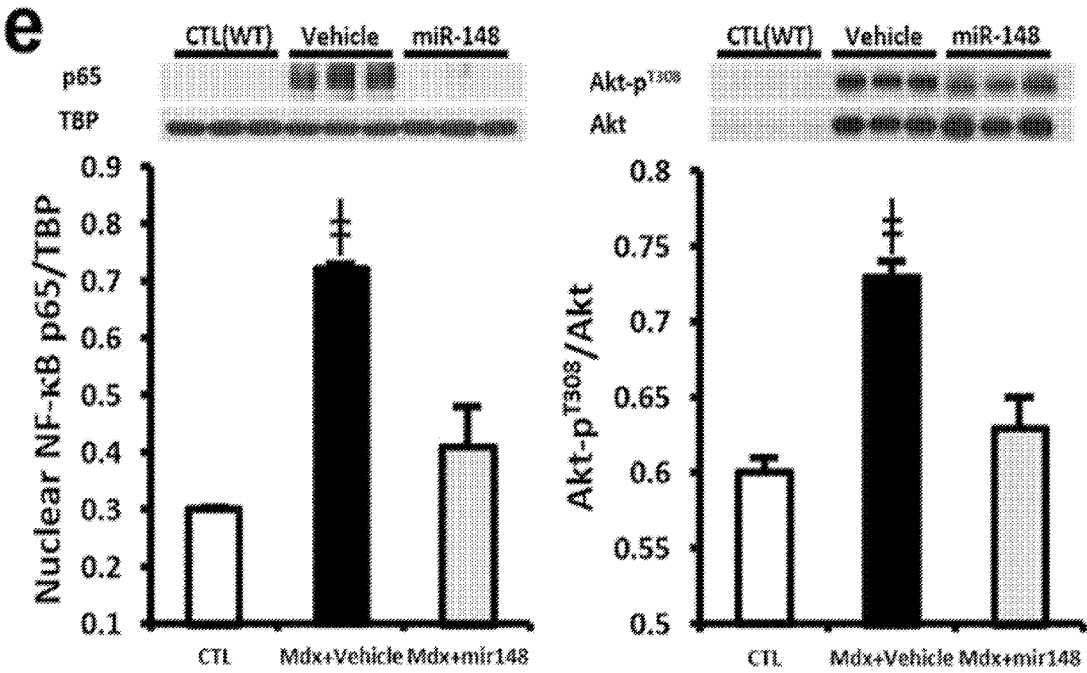 e
CTL(WT) Vehicle miR-148
p65
TBP
0.9
0.8
0.7
0.6
0.5
0.4
0.3
0.2
0.1
Nuclear NF-κB p65/TBP
CTL Mdx+Vehicle Mdx+mir148
CTL(WT) Vehicle miR-148
Akt-pT308
Akt
0.8
0.75
0.7
0.65
0.6
0.55
0.5
Akt-pT308/Akt
CTL Mdx+Vehicle Mdx+mir148